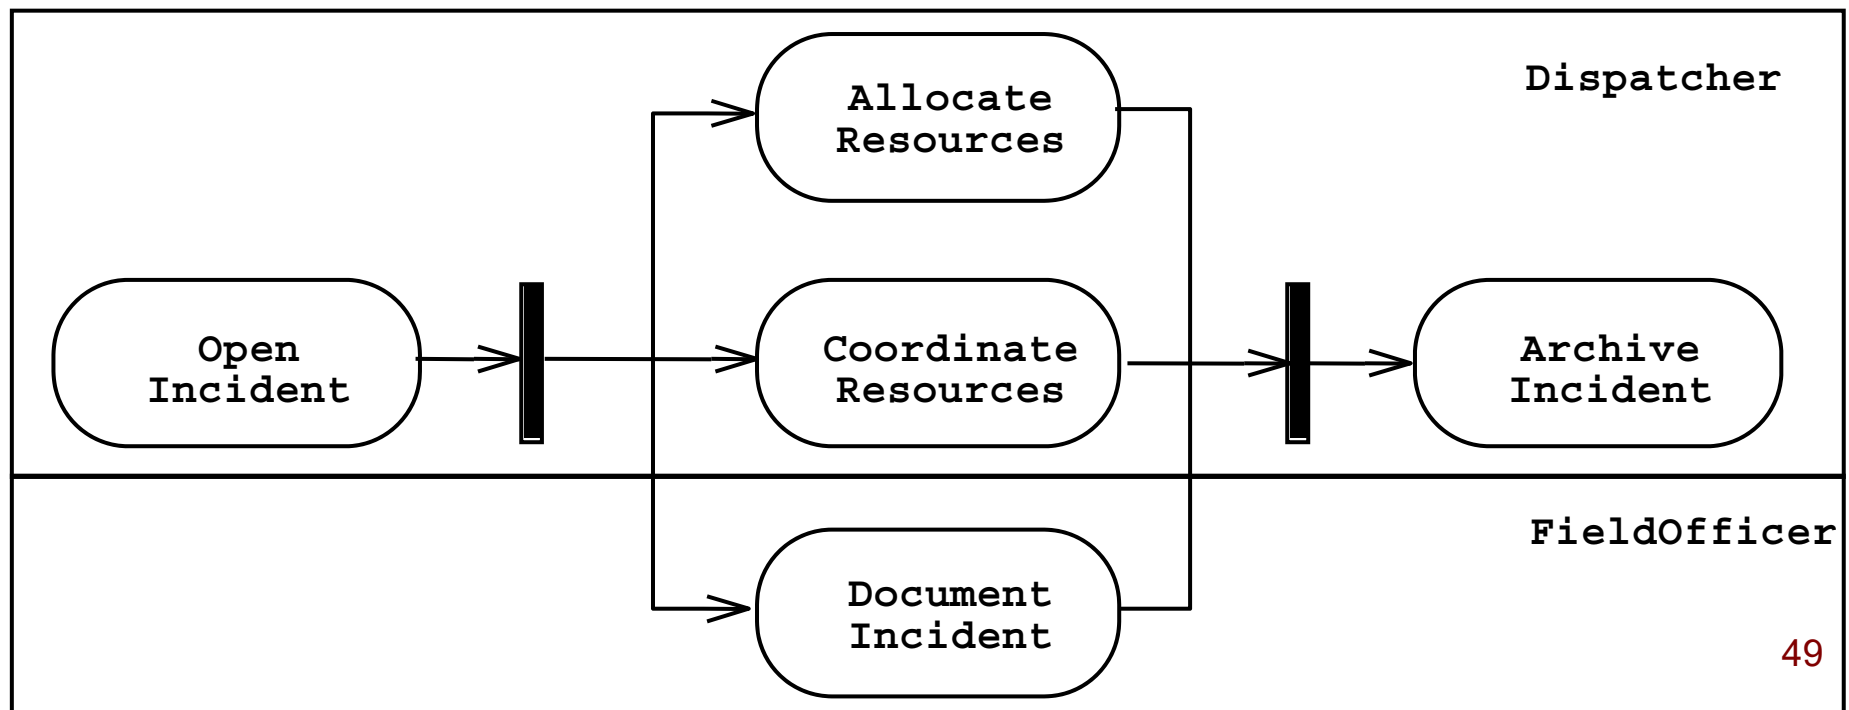 Dispatcher
Allocate
Resources
Open
Incident
Coordinate
Resources
Archive
Incident
FieldOfficer
Document
Incident
49